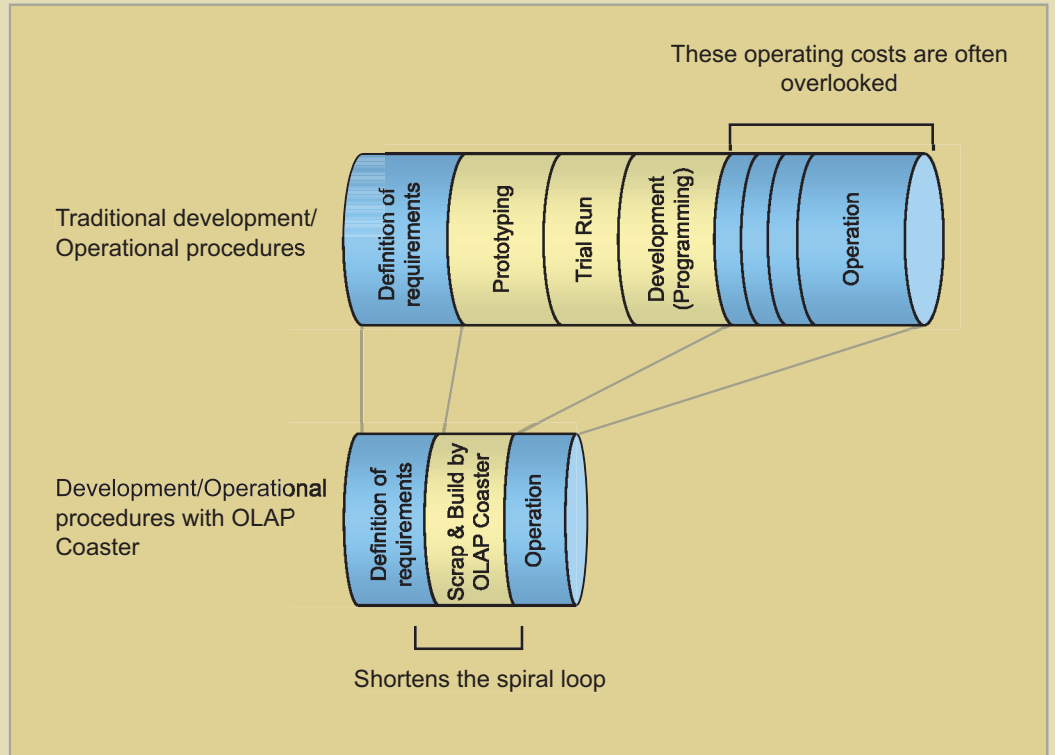 These operating costs are often
overlooked
Traditional development/
Operational procedures
Definition of
requirements
Prototyping
Trial Run
Development
(Programming)
Operation
Development/Operational
procedures with OLAP
Coaster
Definition of
requirements
Scrap & Build by
OLAP Coaster
Operation
Shortens the spiral loop